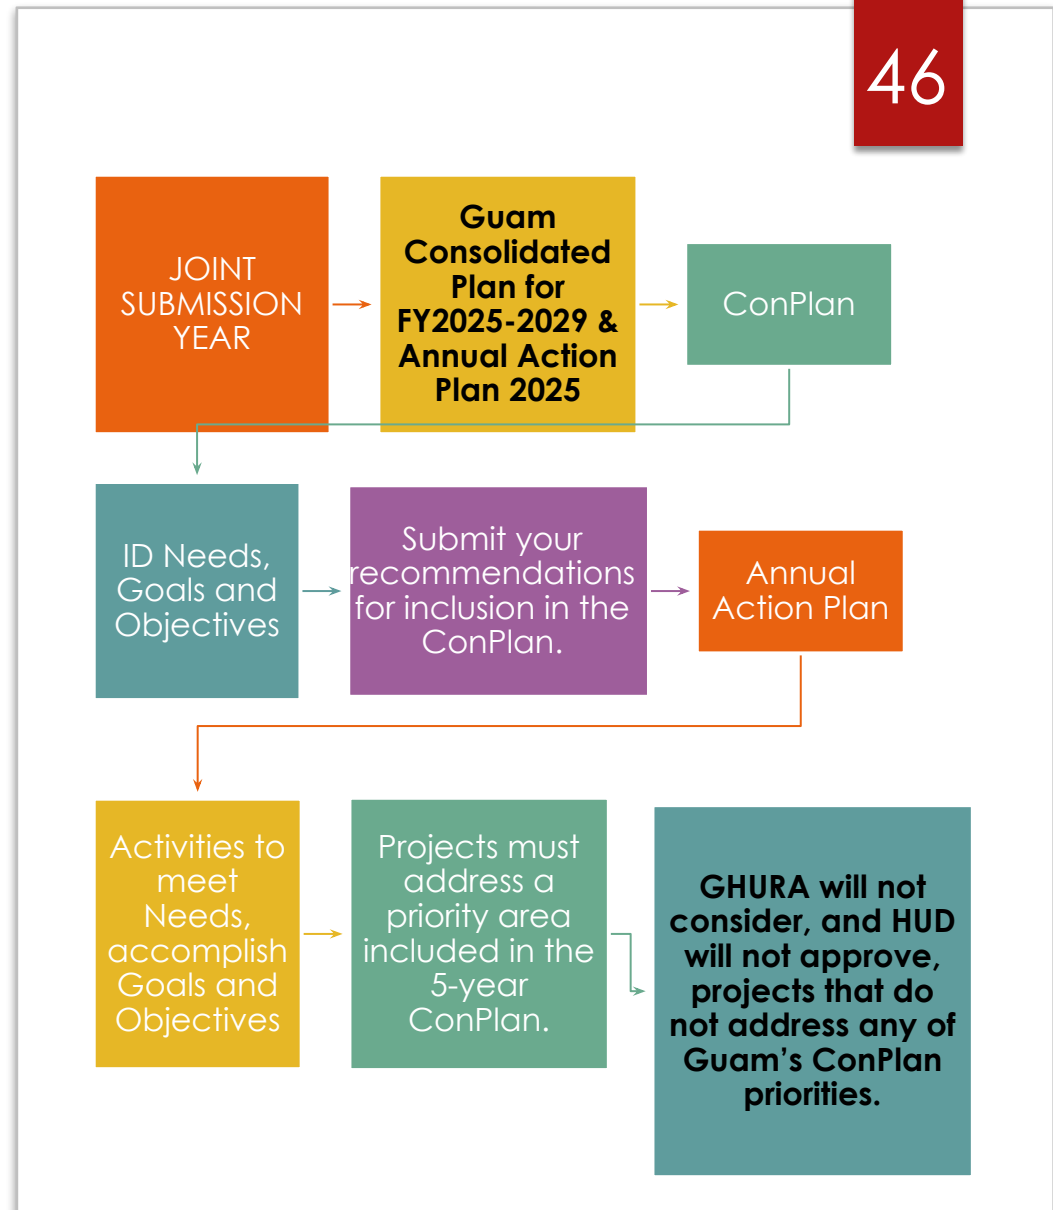 46
JOINT
SUBMISSION
YEAR
Guam
Consolidated
Plan for
FY2025-2029 &
Annual Action
Plan 2025
ConPlan
ID Needs,
Goals and
Objectives
Submit your
recommendations
for inclusion in the
ConPlan.
Annual
Action Plan
Activities to
meet
Needs,
accomplish
Goals and
Objectives
Projects must
address a
priority area
included in the
5-year
ConPlan.
GHURA will not
consider, and HUD
will not approve,
projects that do
not address any of
Guam’s ConPlan
priorities.